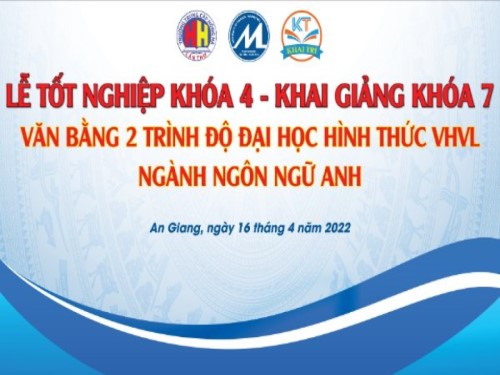 KT
KHAI TRÍ
LỄ TỐT NGHIỆP KHÓA 4 - KHAI GIẢNG KHÓA 7
VĂN BẰNG 2 TRÌNH ĐỘ ĐẠI HỌC HÌNH THỨC VHVL
NGÀNH NGÔN NGỮ ANH
An Giang, ngày 16 tháng 4 năm 2022